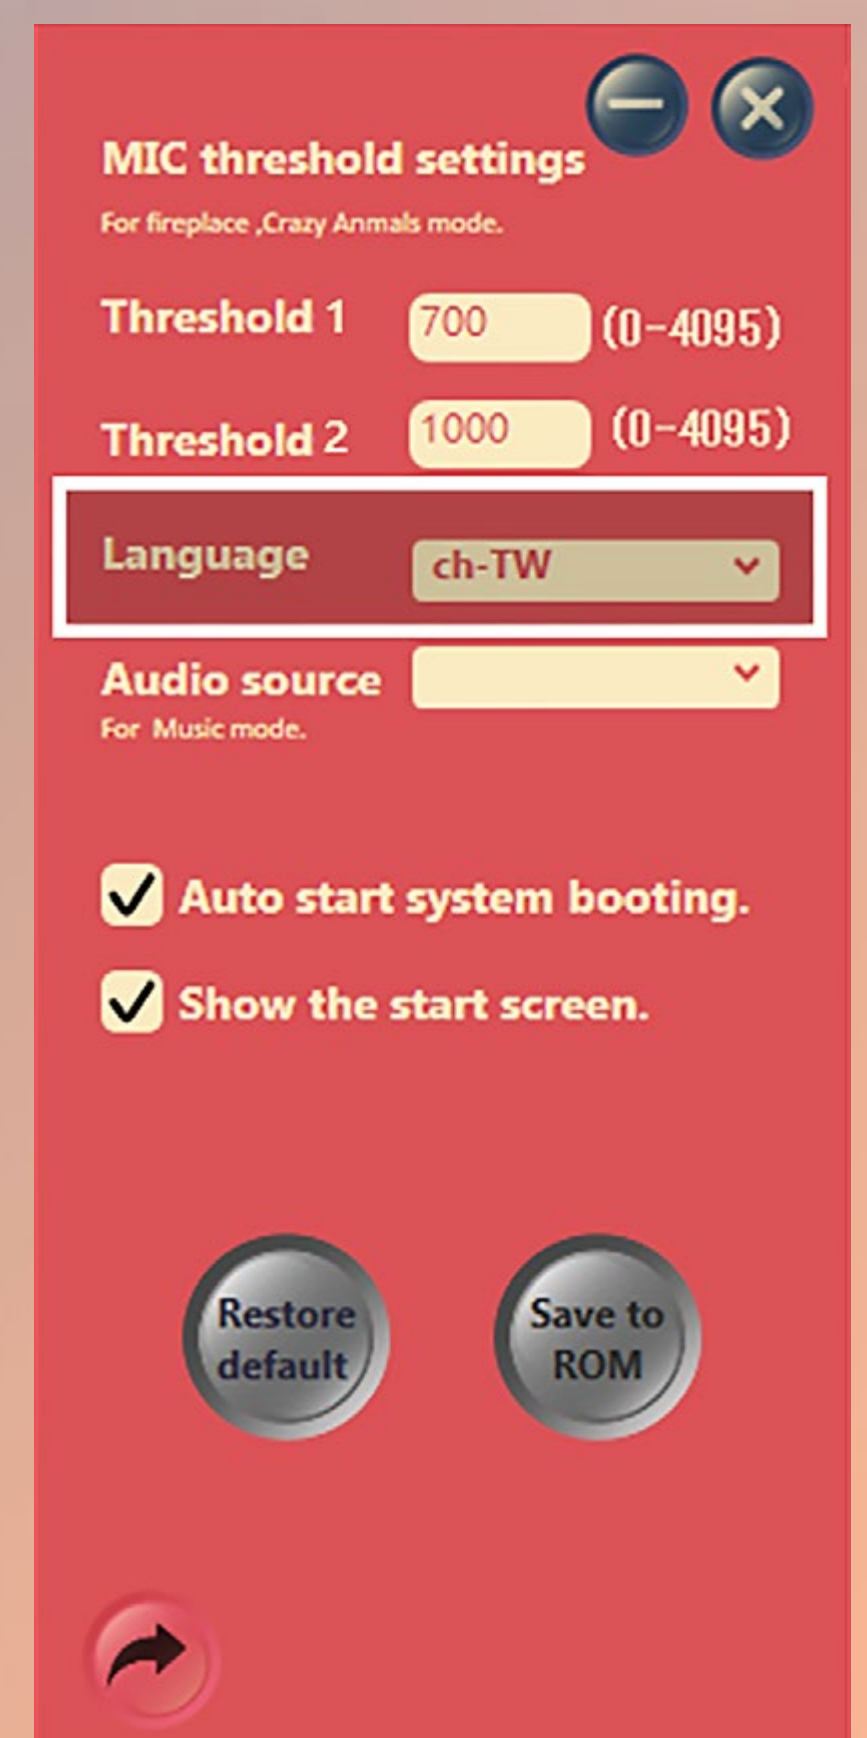 MIC threshold settings
For fireplace ,Crazy Anmals mode.
Threshold 1 700 (0-4095)
Threshold 2 1000 (0-4095)
Language ch-TW
Audio source
For Music mode.
Auto start system booting.
Show the start screen.
Restore
default
Save to
ROM